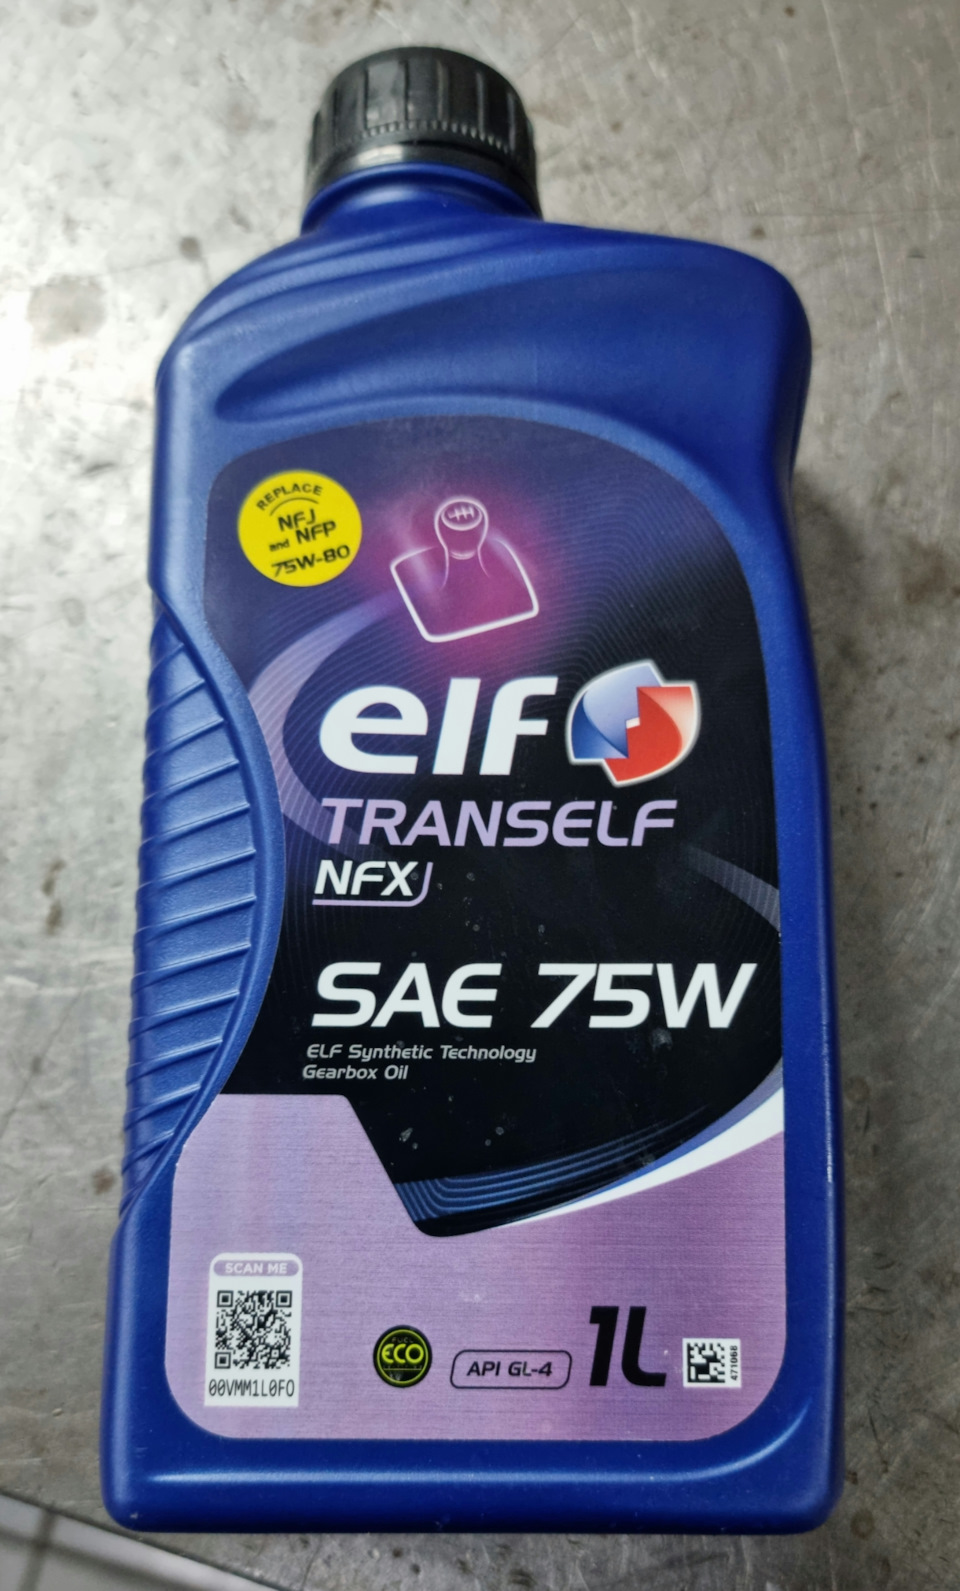 REPLACE
NFJ
and NFP
75W-80
elf
TRANSELF
NFX
SAE 75W
ELF Synthetic Technology
Gearbox Oil
SCAN ME
00VMM1L0FO
ECO
API GL-4
1L
471068